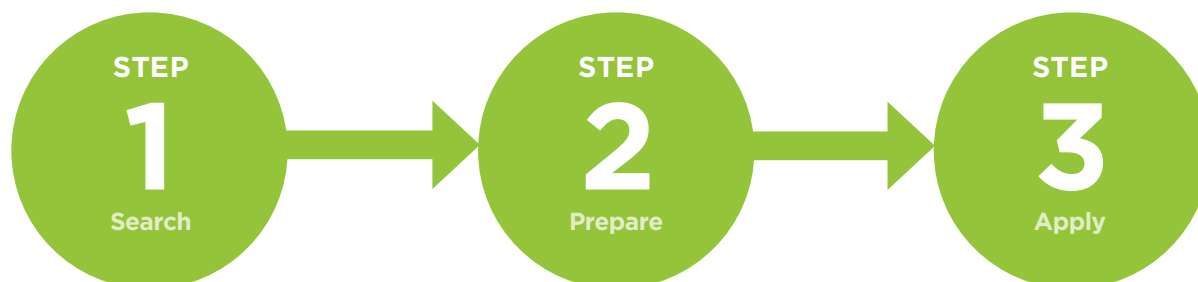 STEP
1
Search
STEP
2
Prepare
STEP
3
Apply